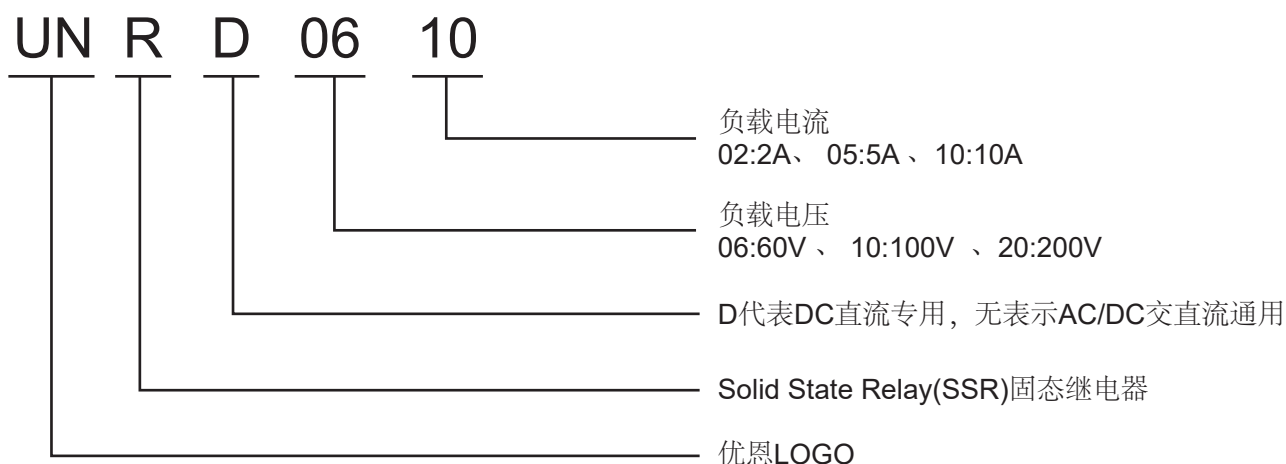 UN R D 06 10
负载电流
02:2A、 05:5A 、 10:10A
负载电压
06:60V 、 10:100V 、20:200V
D代表DC直流专用，无表示AC/DC交直流通用
Solid State Relay(SSR)固态继电器
优恩LOGO